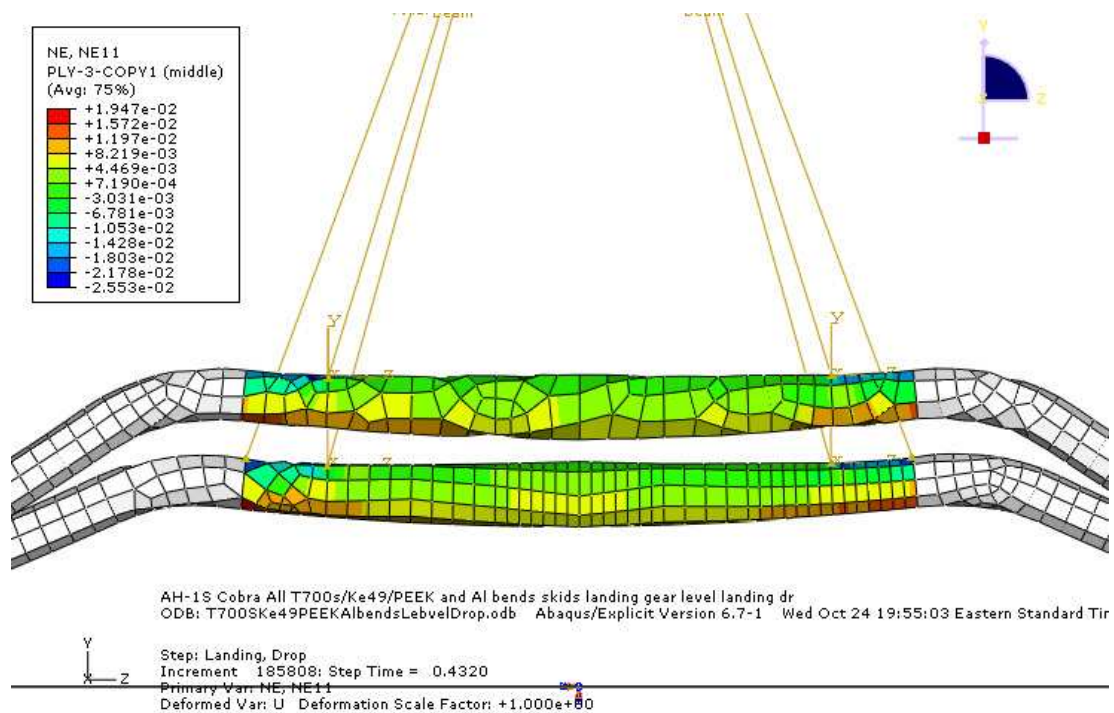 Beam
NE, NE11
PLY-3-COPY1 (middle)
(Avg: 75%)
+1.947e-02
+1.572e-02
+1.197e-02
+8.219e-03
+4.469e-03
+7.190e-04
-3.031e-03
-6.781e-03
-1.053e-02
-1.428e-02
-1.803e-02
-2.178e-02
-2.553e-02
Y
Z
Y
Y
Z
Z
Z
Z
AH-1S Cobra All T700s/Ke49/PEEK and Al bends skids landing gear level landing dr
ODB: T700SKe49PEEKAlbendsLebvelDrop.odb Abaqus/Explicit Version 6.7-1 Wed Oct 24 19:55:03 Eastern Standard Tir
Y
X Z
Step: Landing, Drop
Increment 185808: Step Time = 0.4320
Primary Var: NE, NE11
Deformed Var: U Deformation Scale Factor: +1.000e+00